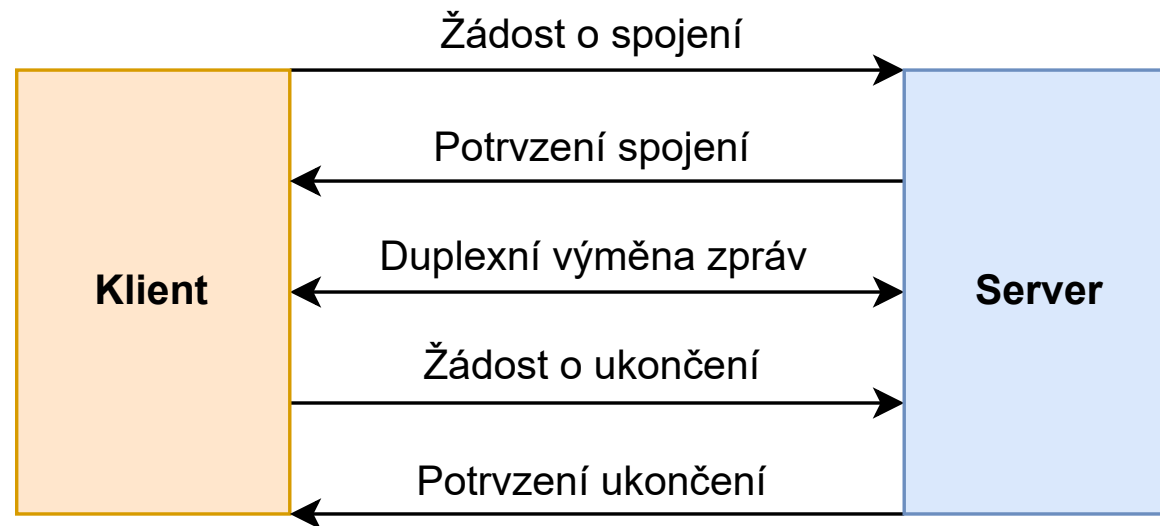 Žádost o spojení
Potrvzení spojení
Duplexní výměna zpráv
Klient
Server
Žádost o ukončení
Potrvzení ukončení